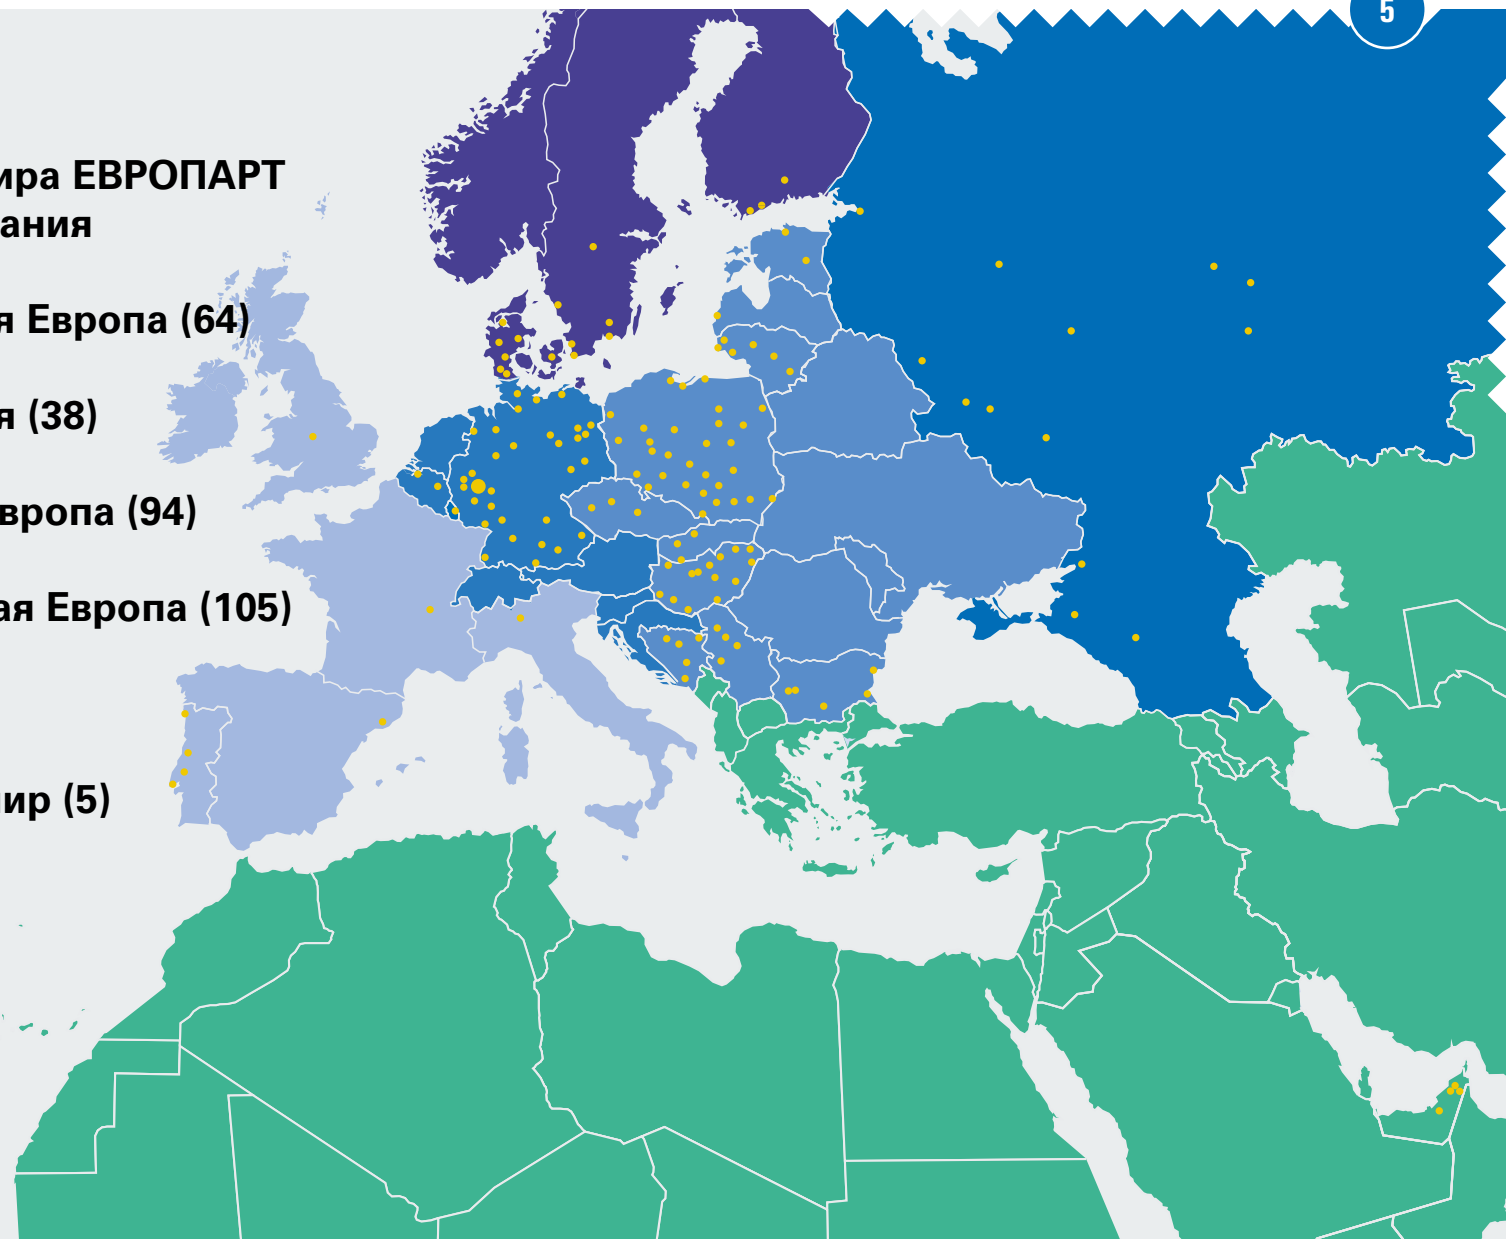 5
ира ЕВРОПАРТ
ания
я Европа (64)
я (38)
вропа (94)
ая Европа (105)
ир (5)